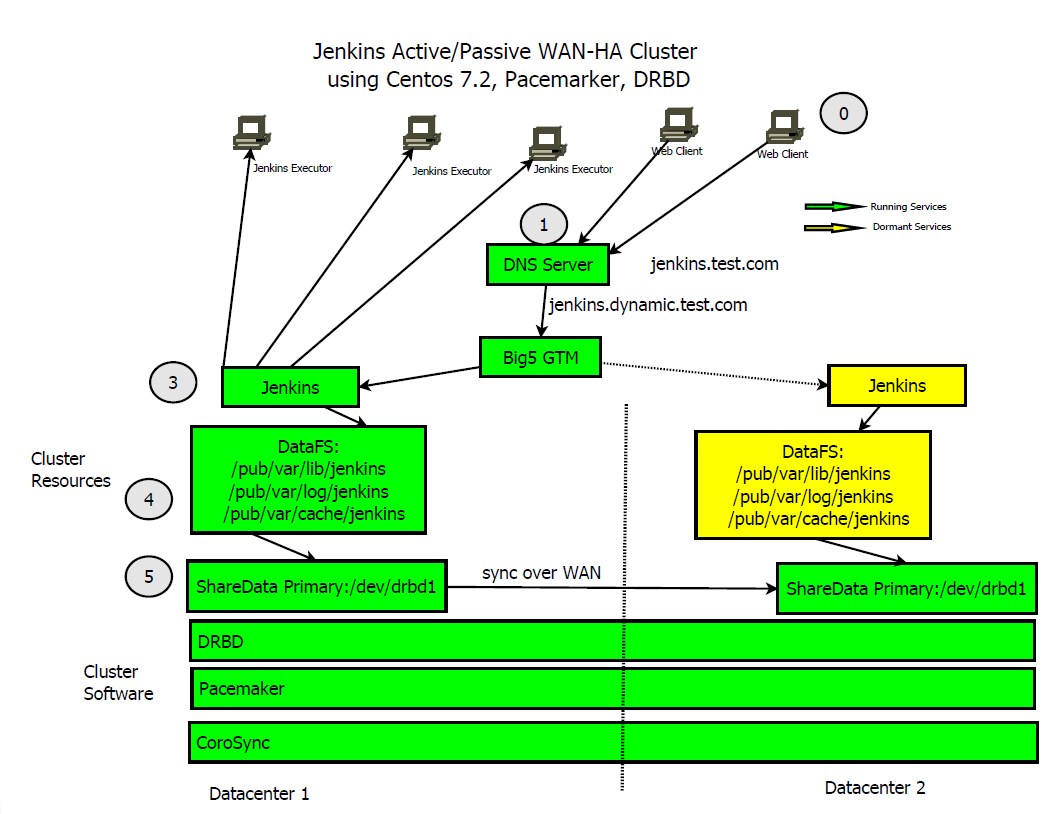 Jenkins Active/Passive WAN-HA Cluster
using Centos 7.2, Pacemarker, DRBD
0
Jenkins Executor
Jenkins Executor
Jenkins Executor
Web Client
Web Client
Running Services
Dormant Services
1
DNS Server
jenkins.test.com
jenkins.dynamic.test.com
Big5 GTM
3
Jenkins
Jenkins
Cluster
Resources
4
DataFS:
/pub/var/lib/jenkins
/pub/var/log/jenkins
/pub/var/cache/jenkins
DataFS:
/pub/var/lib/jenkins
/pub/var/log/jenkins
/pub/var/cache/jenkins
5
ShareData Primary:/dev/drbd1
sync over WAN
ShareData Primary:/dev/drbd1
Cluster
Software
DRBD
Pacemaker
CoroSync
Datacenter 1
Datacenter 2